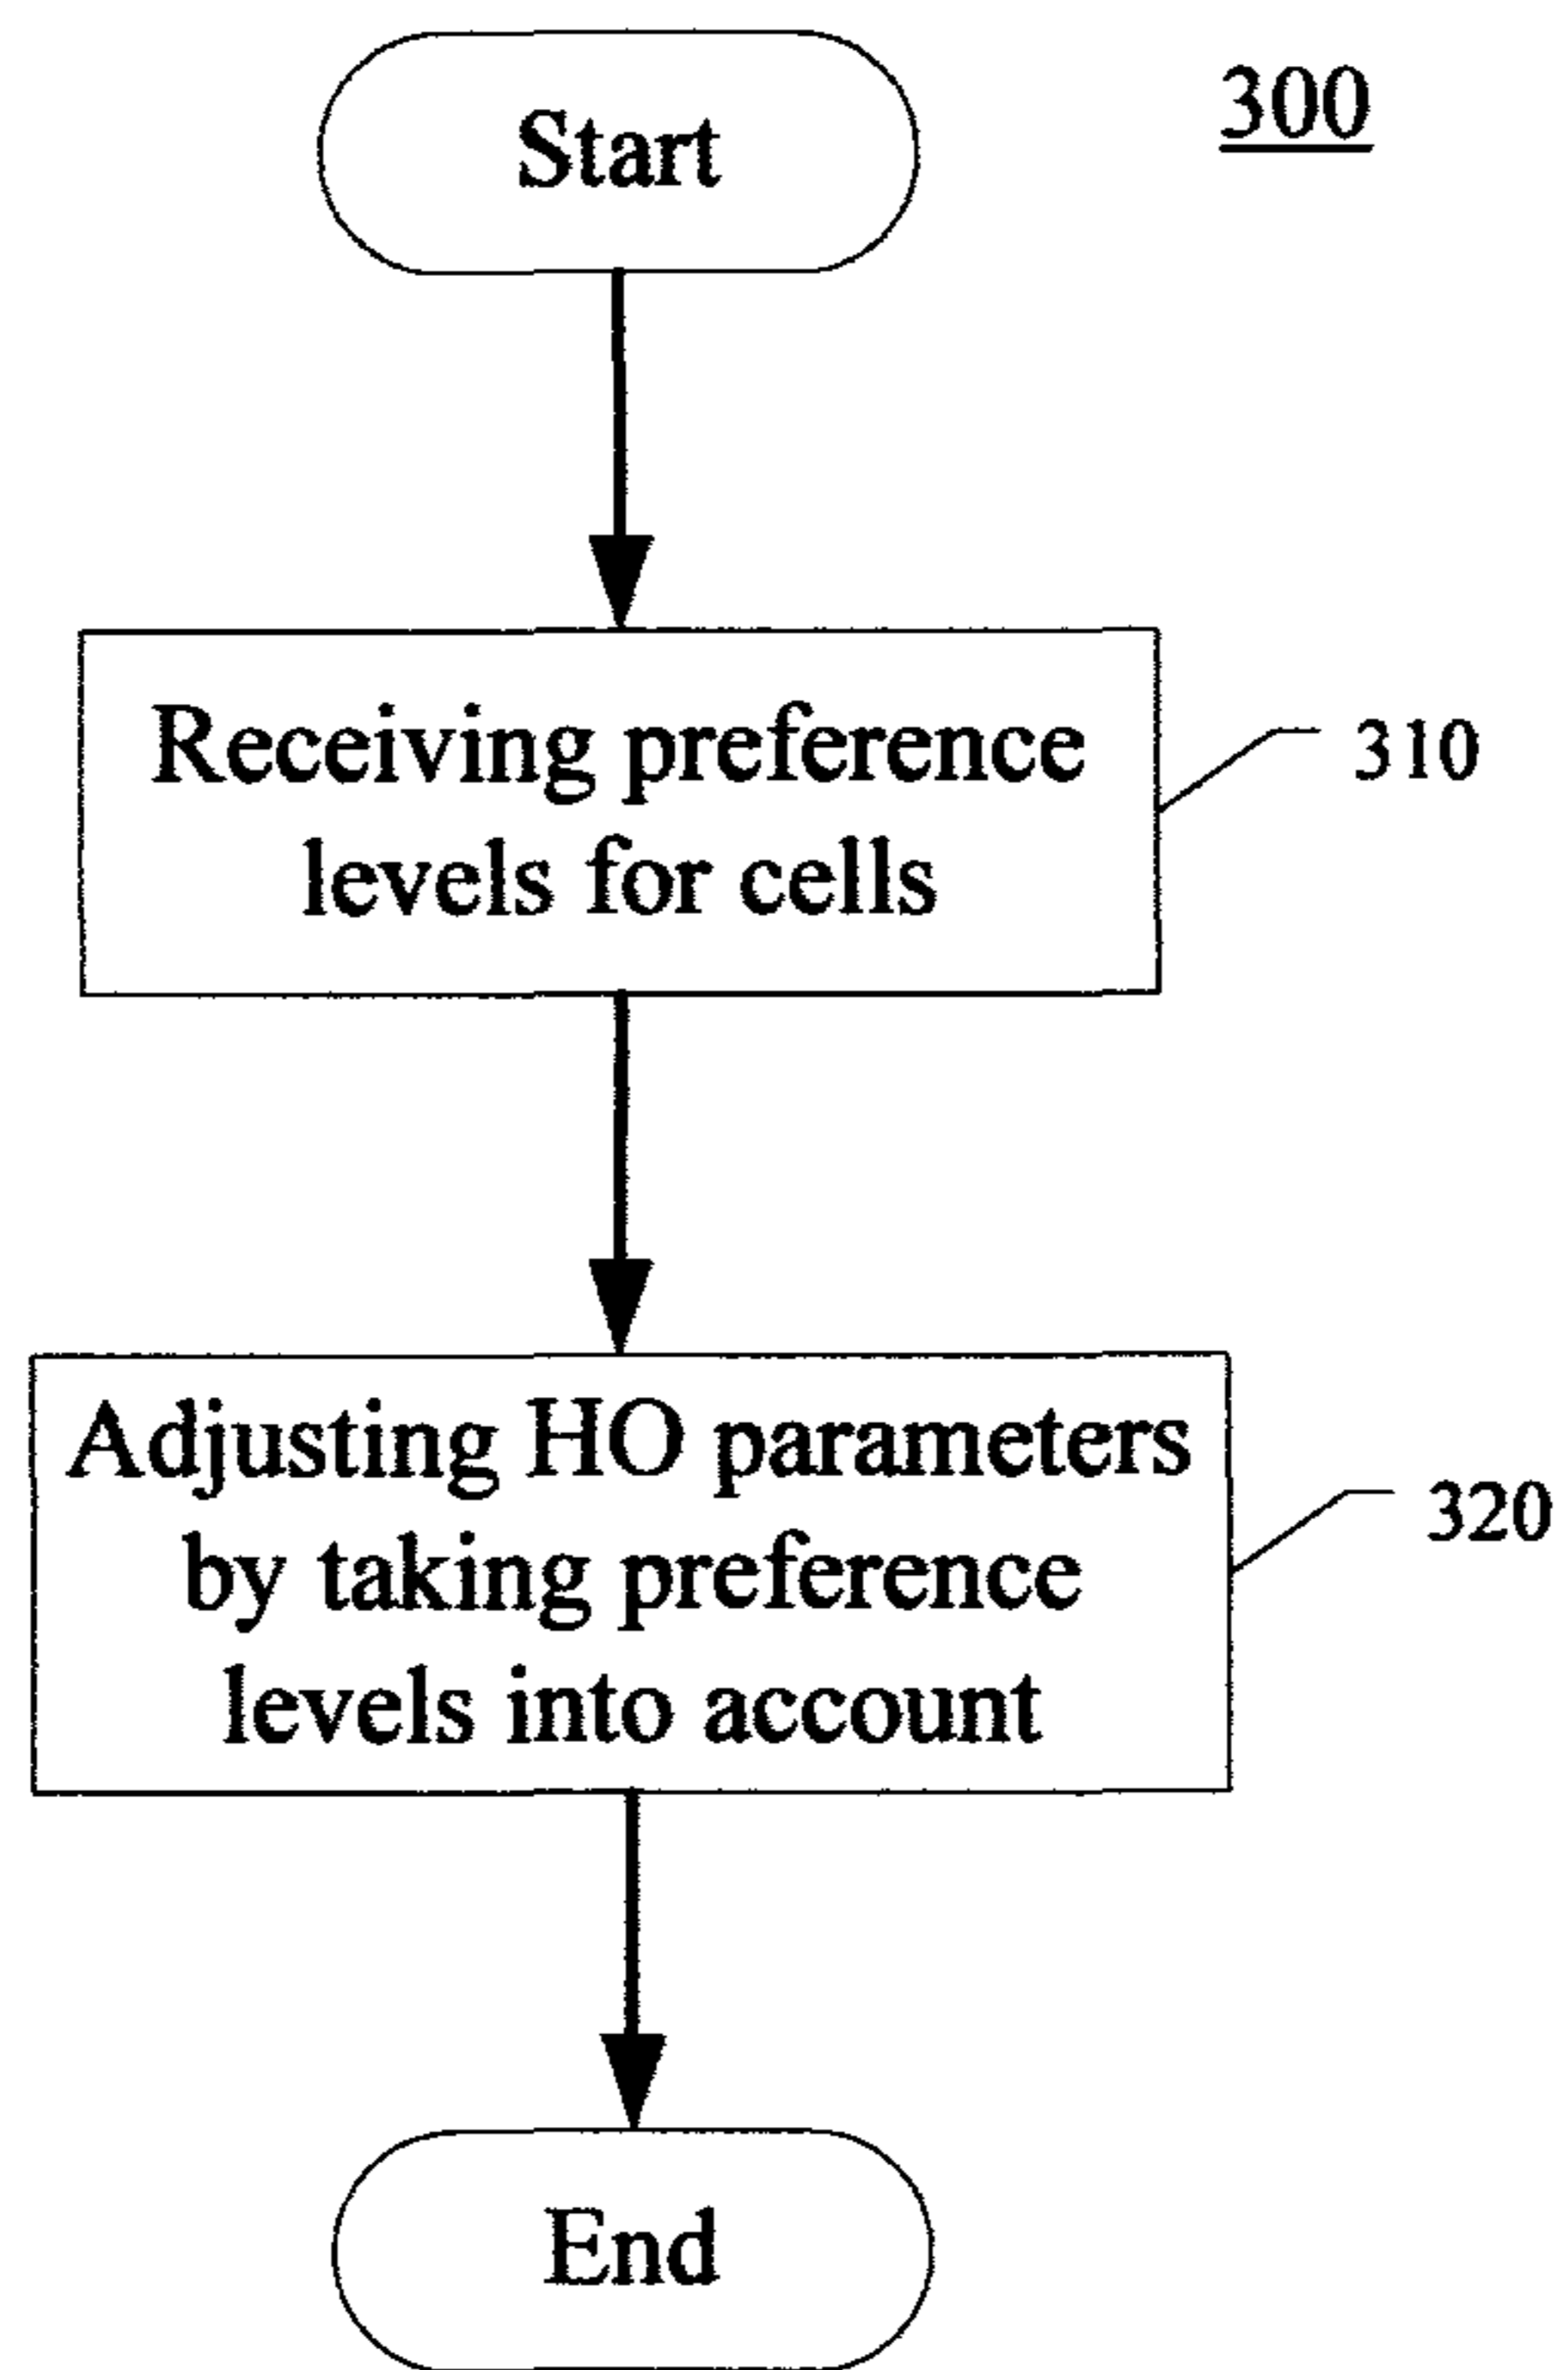 Start
300
Receiving preference
levels for cells
310
Adjusting HO parameters
by taking preference
levels into account
320
End